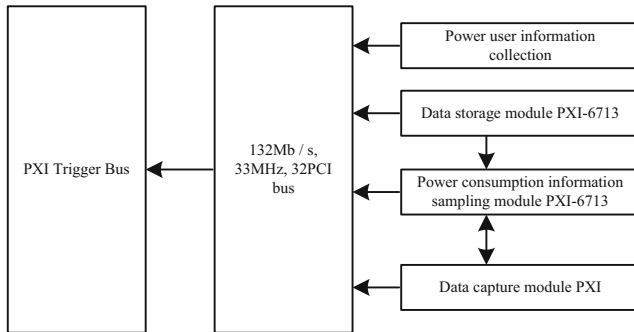 PXI Trigger Bus
132Mb / s,
33MHz, 32PCI
bus
Power user information
collection
Data storage module PXI-6713
Power consumption information
sampling module PXI-6713
Data capture module PXI